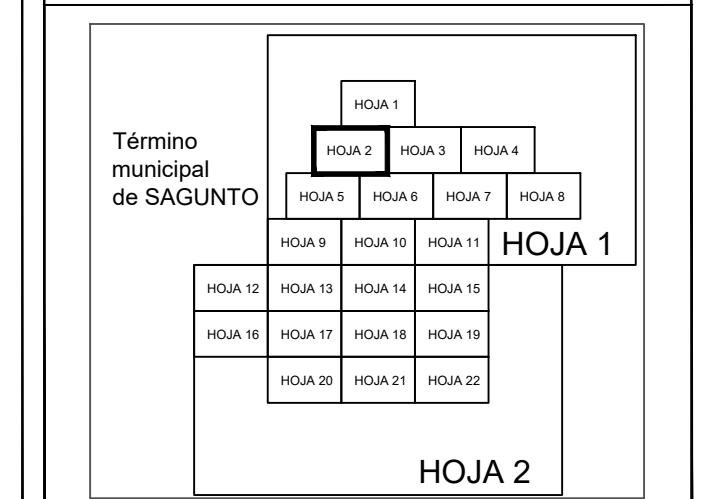 HOJA 1
Término
municipal
de SAGUNTO
HOJA 2 HOJA 3 HOJA 4
HOJA 5 HOJA 6 HOJA 7 HOJA 8
HOJA 9 HOJA 10 HOJA 11 HOJA 1
HOJA 12 HOJA 13 HOJA 14 HOJA 15
HOJA 16 HOJA 17 HOJA 18 HOJA 19
HOJA 20 HOJA 21 HOJA 22
HOJA 2